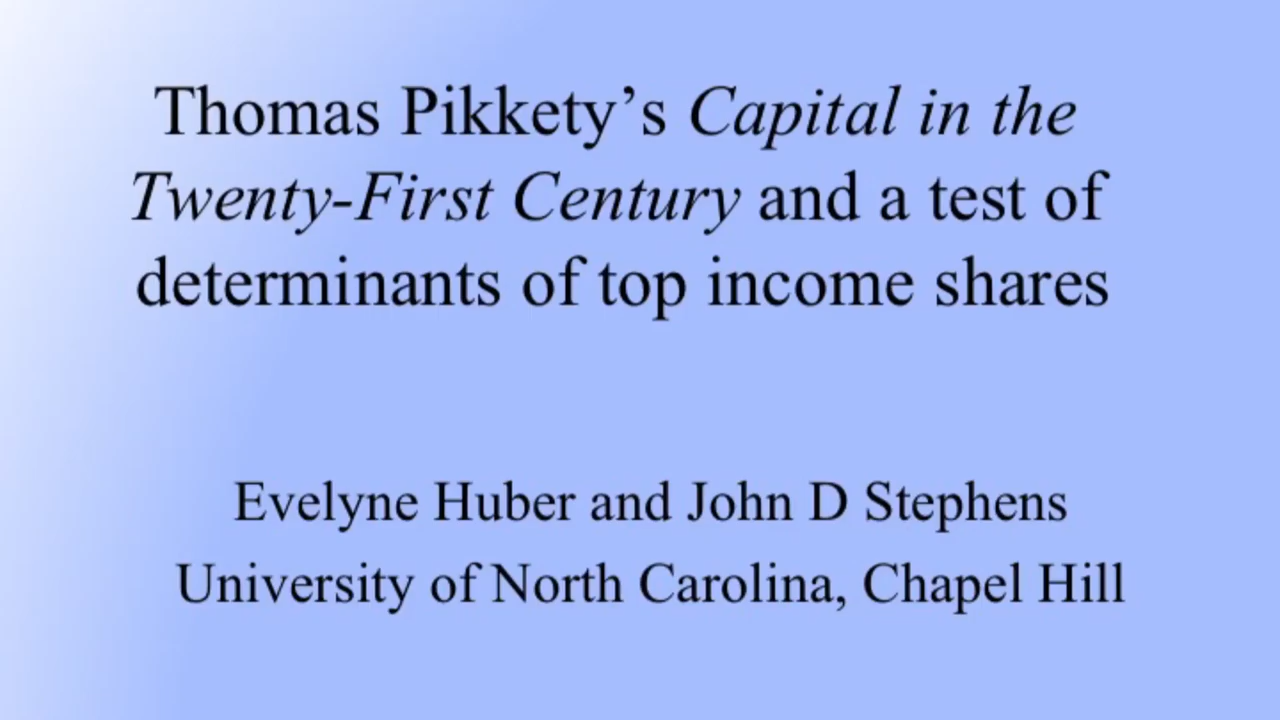 Thomas Pikkety’s Capital in the
Twenty-First Century and a test of
determinants of top income shares
Evelyne Huber and John D Stephens
University of North Carolina, Chapel Hill